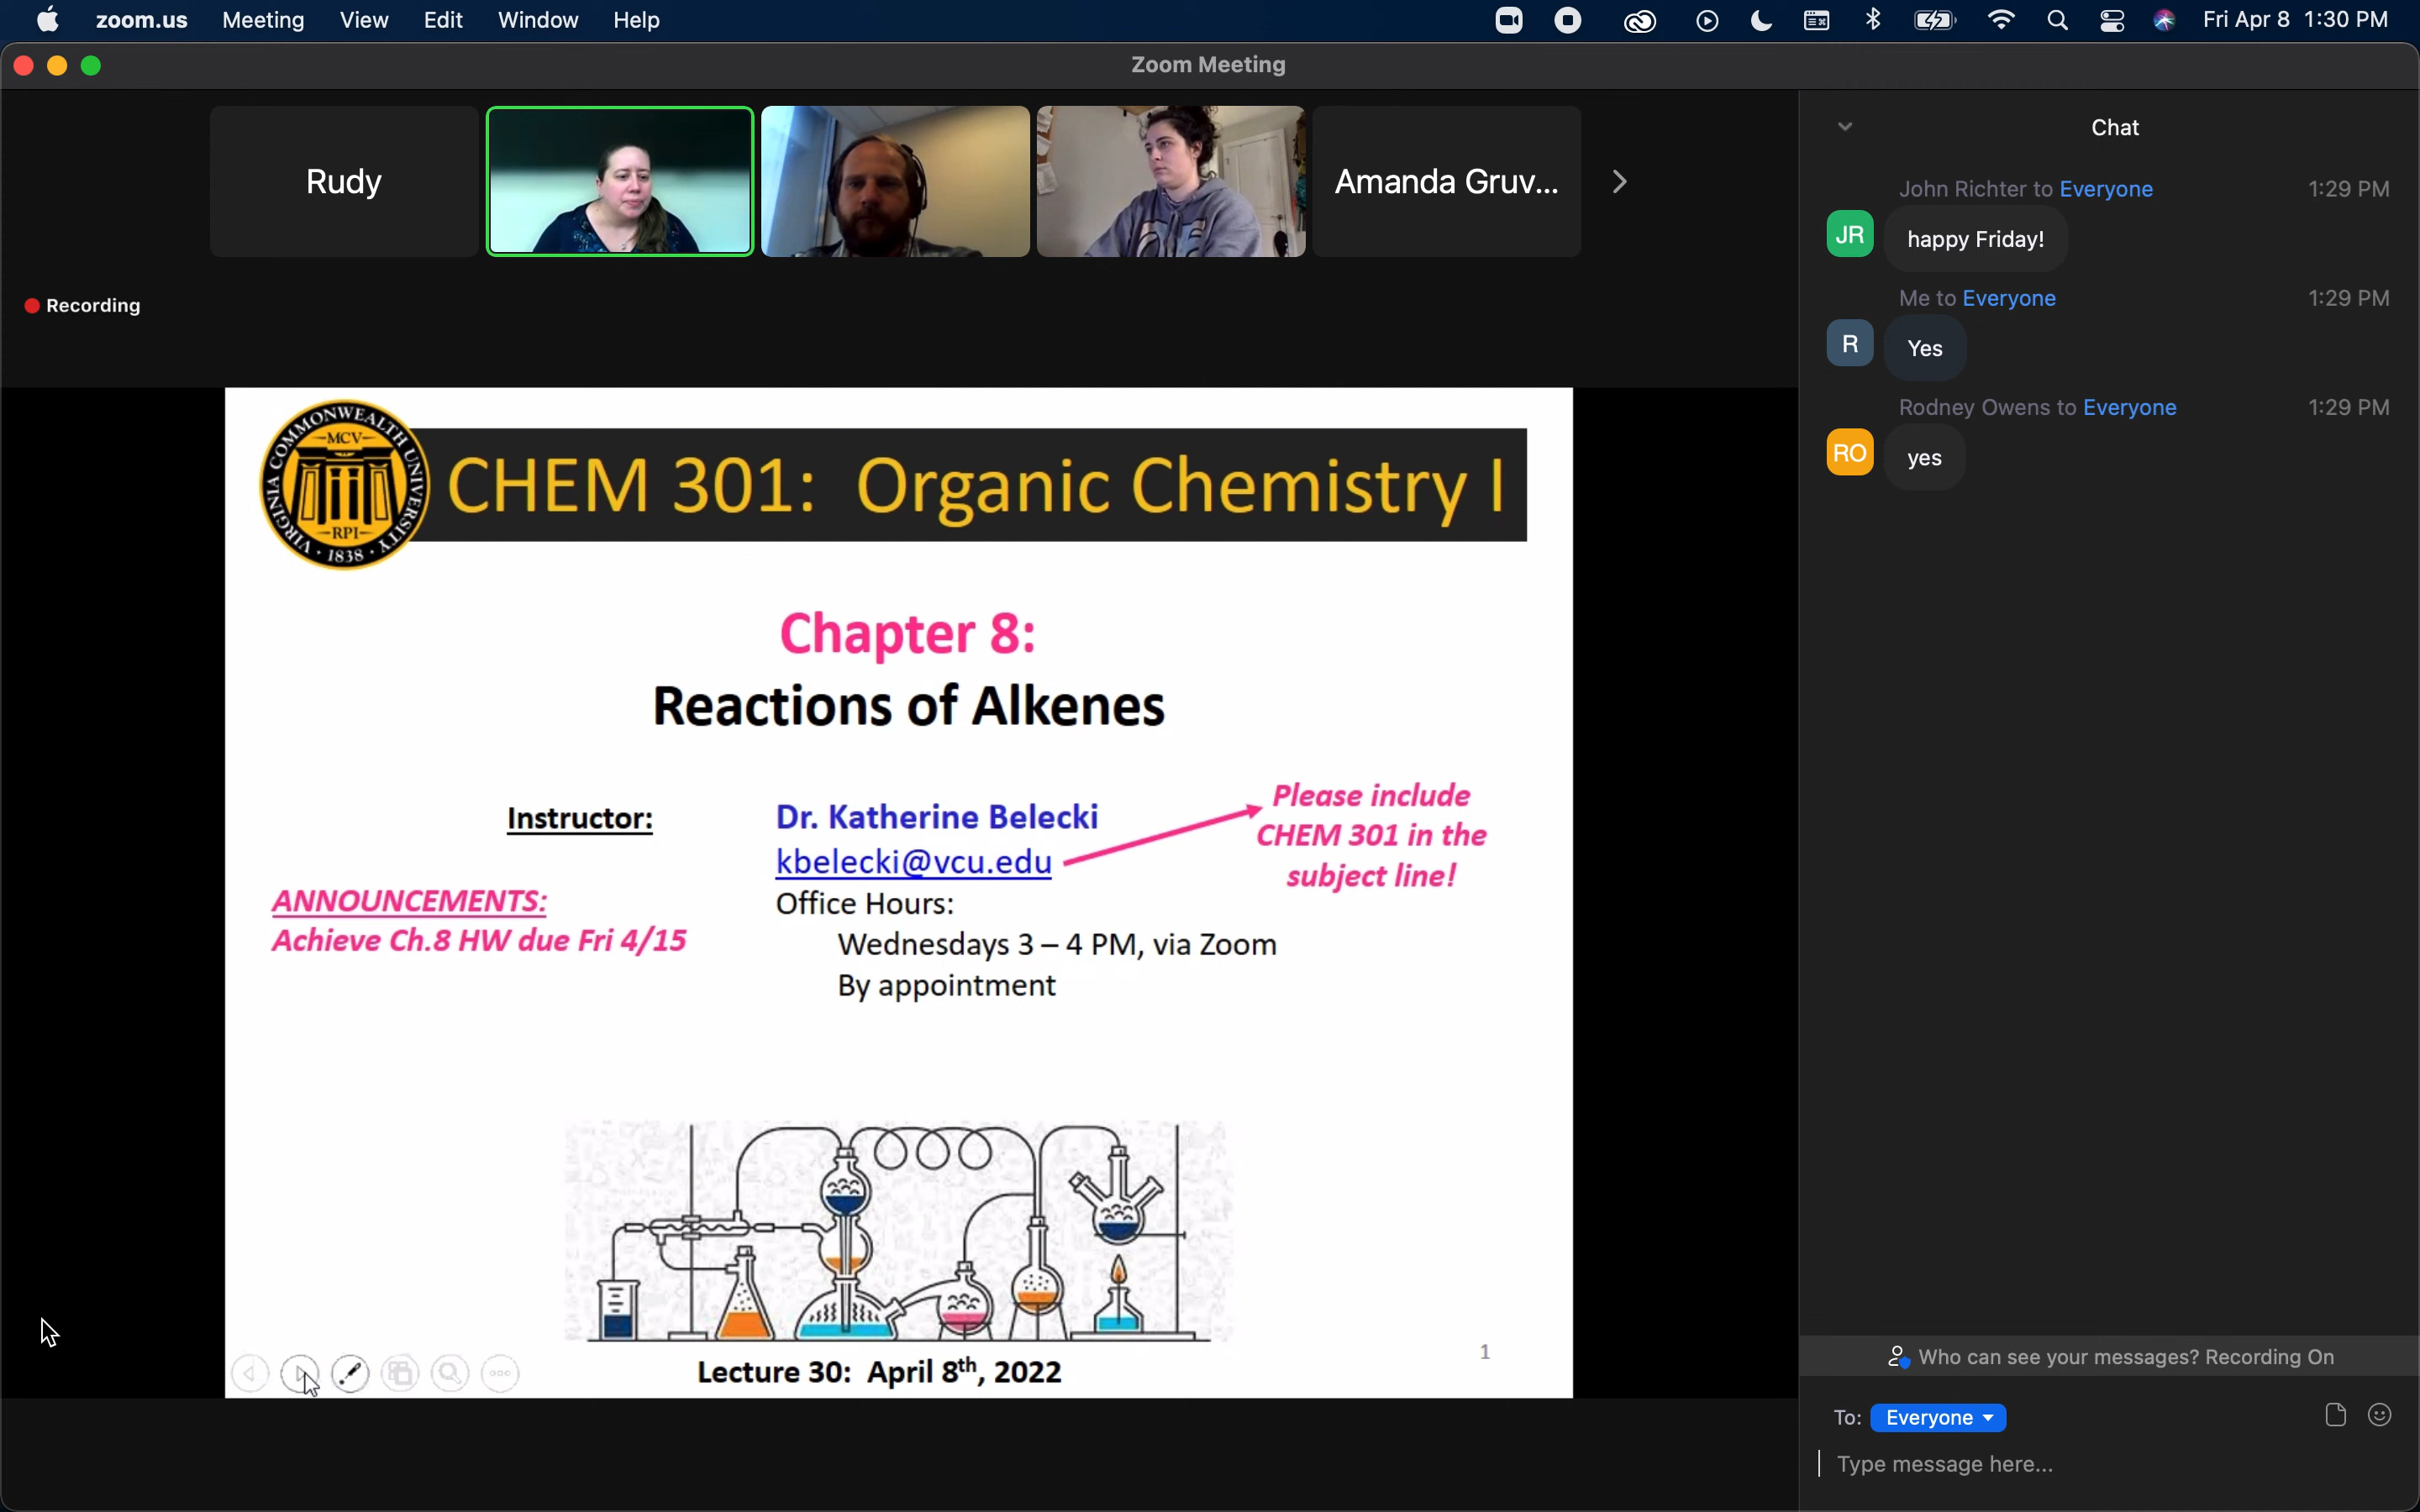 zoom.us Meeting View Edit Window Help Fri Apr 8 1:30 PM
Zoom Meeting
Rudy
Amanda Gruv...
Recording
VIRGINIA COMMONWEALTH UNIVERSITY
MCV
RPI
1838
CHEM 301: Organic Chemistry I
Chapter 8:
Reactions of Alkenes
Instructor:
Dr. Katherine Belecki
kbelecki@vcu.edu
Please include
CHEM 301 in the
subject line!
Office Hours:
Wednesdays 3 – 4 PM, via Zoom
By appointment
ANNOUNCEMENTS:
Achieve Ch.8 HW due Fri 4/15
Lecture 30: April 8th, 2022
1
Chat
John Richter to Everyone 1:29 PM
JR happy Friday!
Me to Everyone 1:29 PM
R Yes
Rodney Owens to Everyone 1:29 PM
RO yes
Who can see your messages? Recording On
To: Everyone
Type message here...